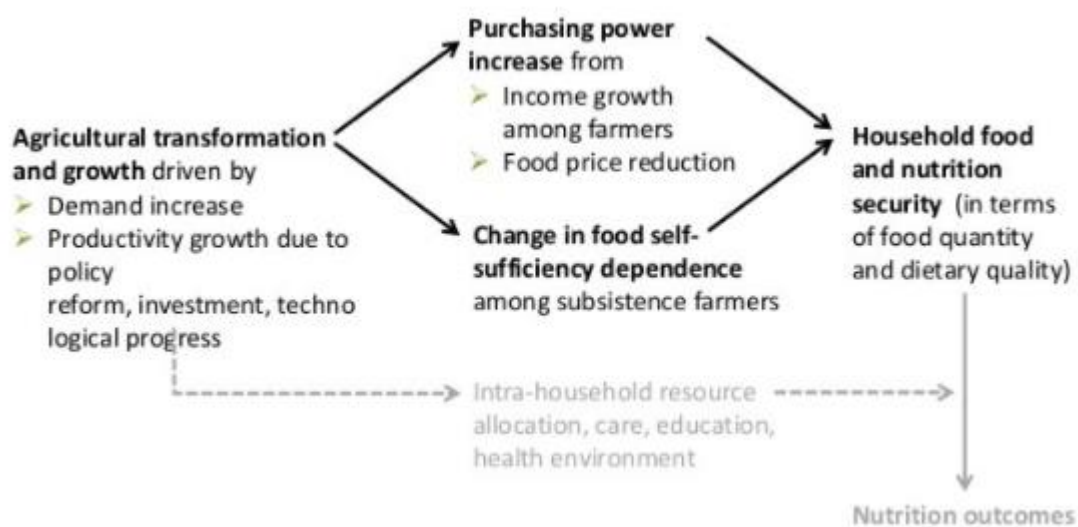 Agricultural transformation
and growth driven by
Demand increase
Productivity growth due to
policy
reform, investment, techno
logical progress
Purchasing power
increase from
Income growth
among farmers
Food price reduction
Change in food self-
sufficiency dependence
among subsistence farmers
Intra-household resource
allocation, care, education,
health environment
Household food
and nutrition
security (in terms
of food quantity
and dietary quality)
Nutrition outcomes